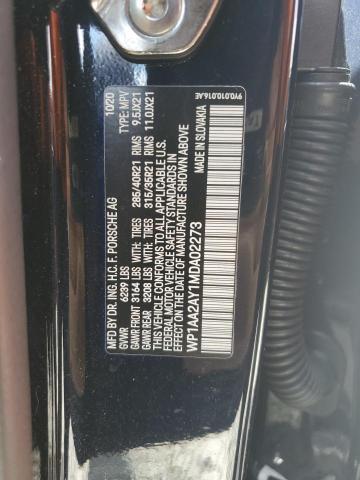 9Y0.010.016.AE
MFD BY DR. ING. H.C. F. PORSCHE AG 10/20
GVWR 6239 LBS TYPE: MPV
GAWR FRONT 3164 LBS WITH: TIRES 285/40R21 RIMS 9.5JX21
GAWR REAR 3208 LBS WITH: TIRES 315/35R21 RIMS 11.0JX21
THIS VEHICLE CONFORMS TO ALL APPLICABLE U.S.
FEDERAL MOTOR VEHICLE SAFETY STANDARDS IN
EFFECT ON THE DATE OF MANUFACTURE SHOWN ABOVE
WP1AA2AY1MDA02273 MADE IN SLOVAKIA